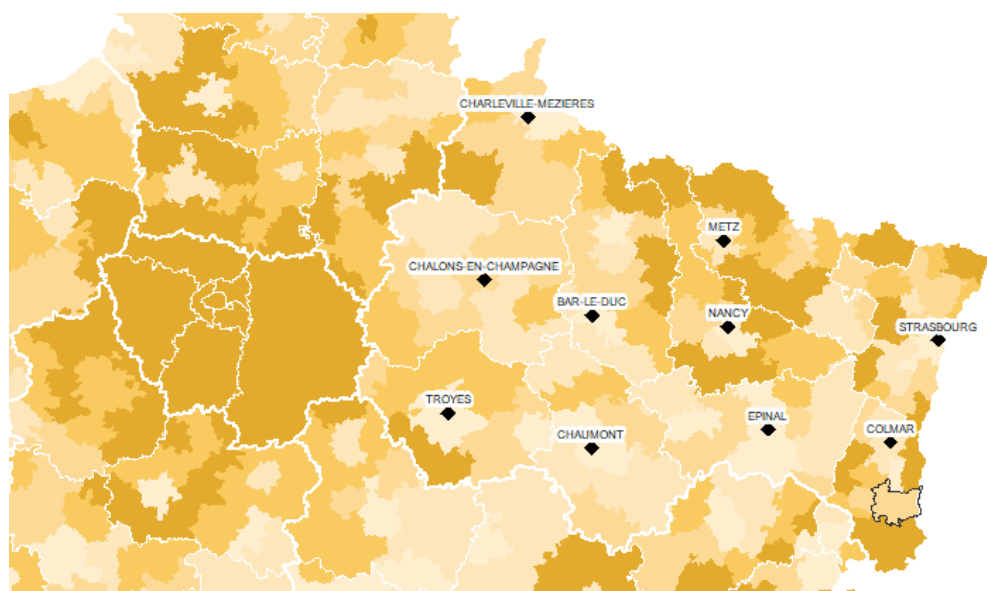 CHARLEVILLE-MEZIERES
METZ
CHALONS-EN-CHAMPAGNE
BAR-LE-DUC
NANCY
STRASBOURG
TROYES
EPINAL
COLMAR
CHAUMONT